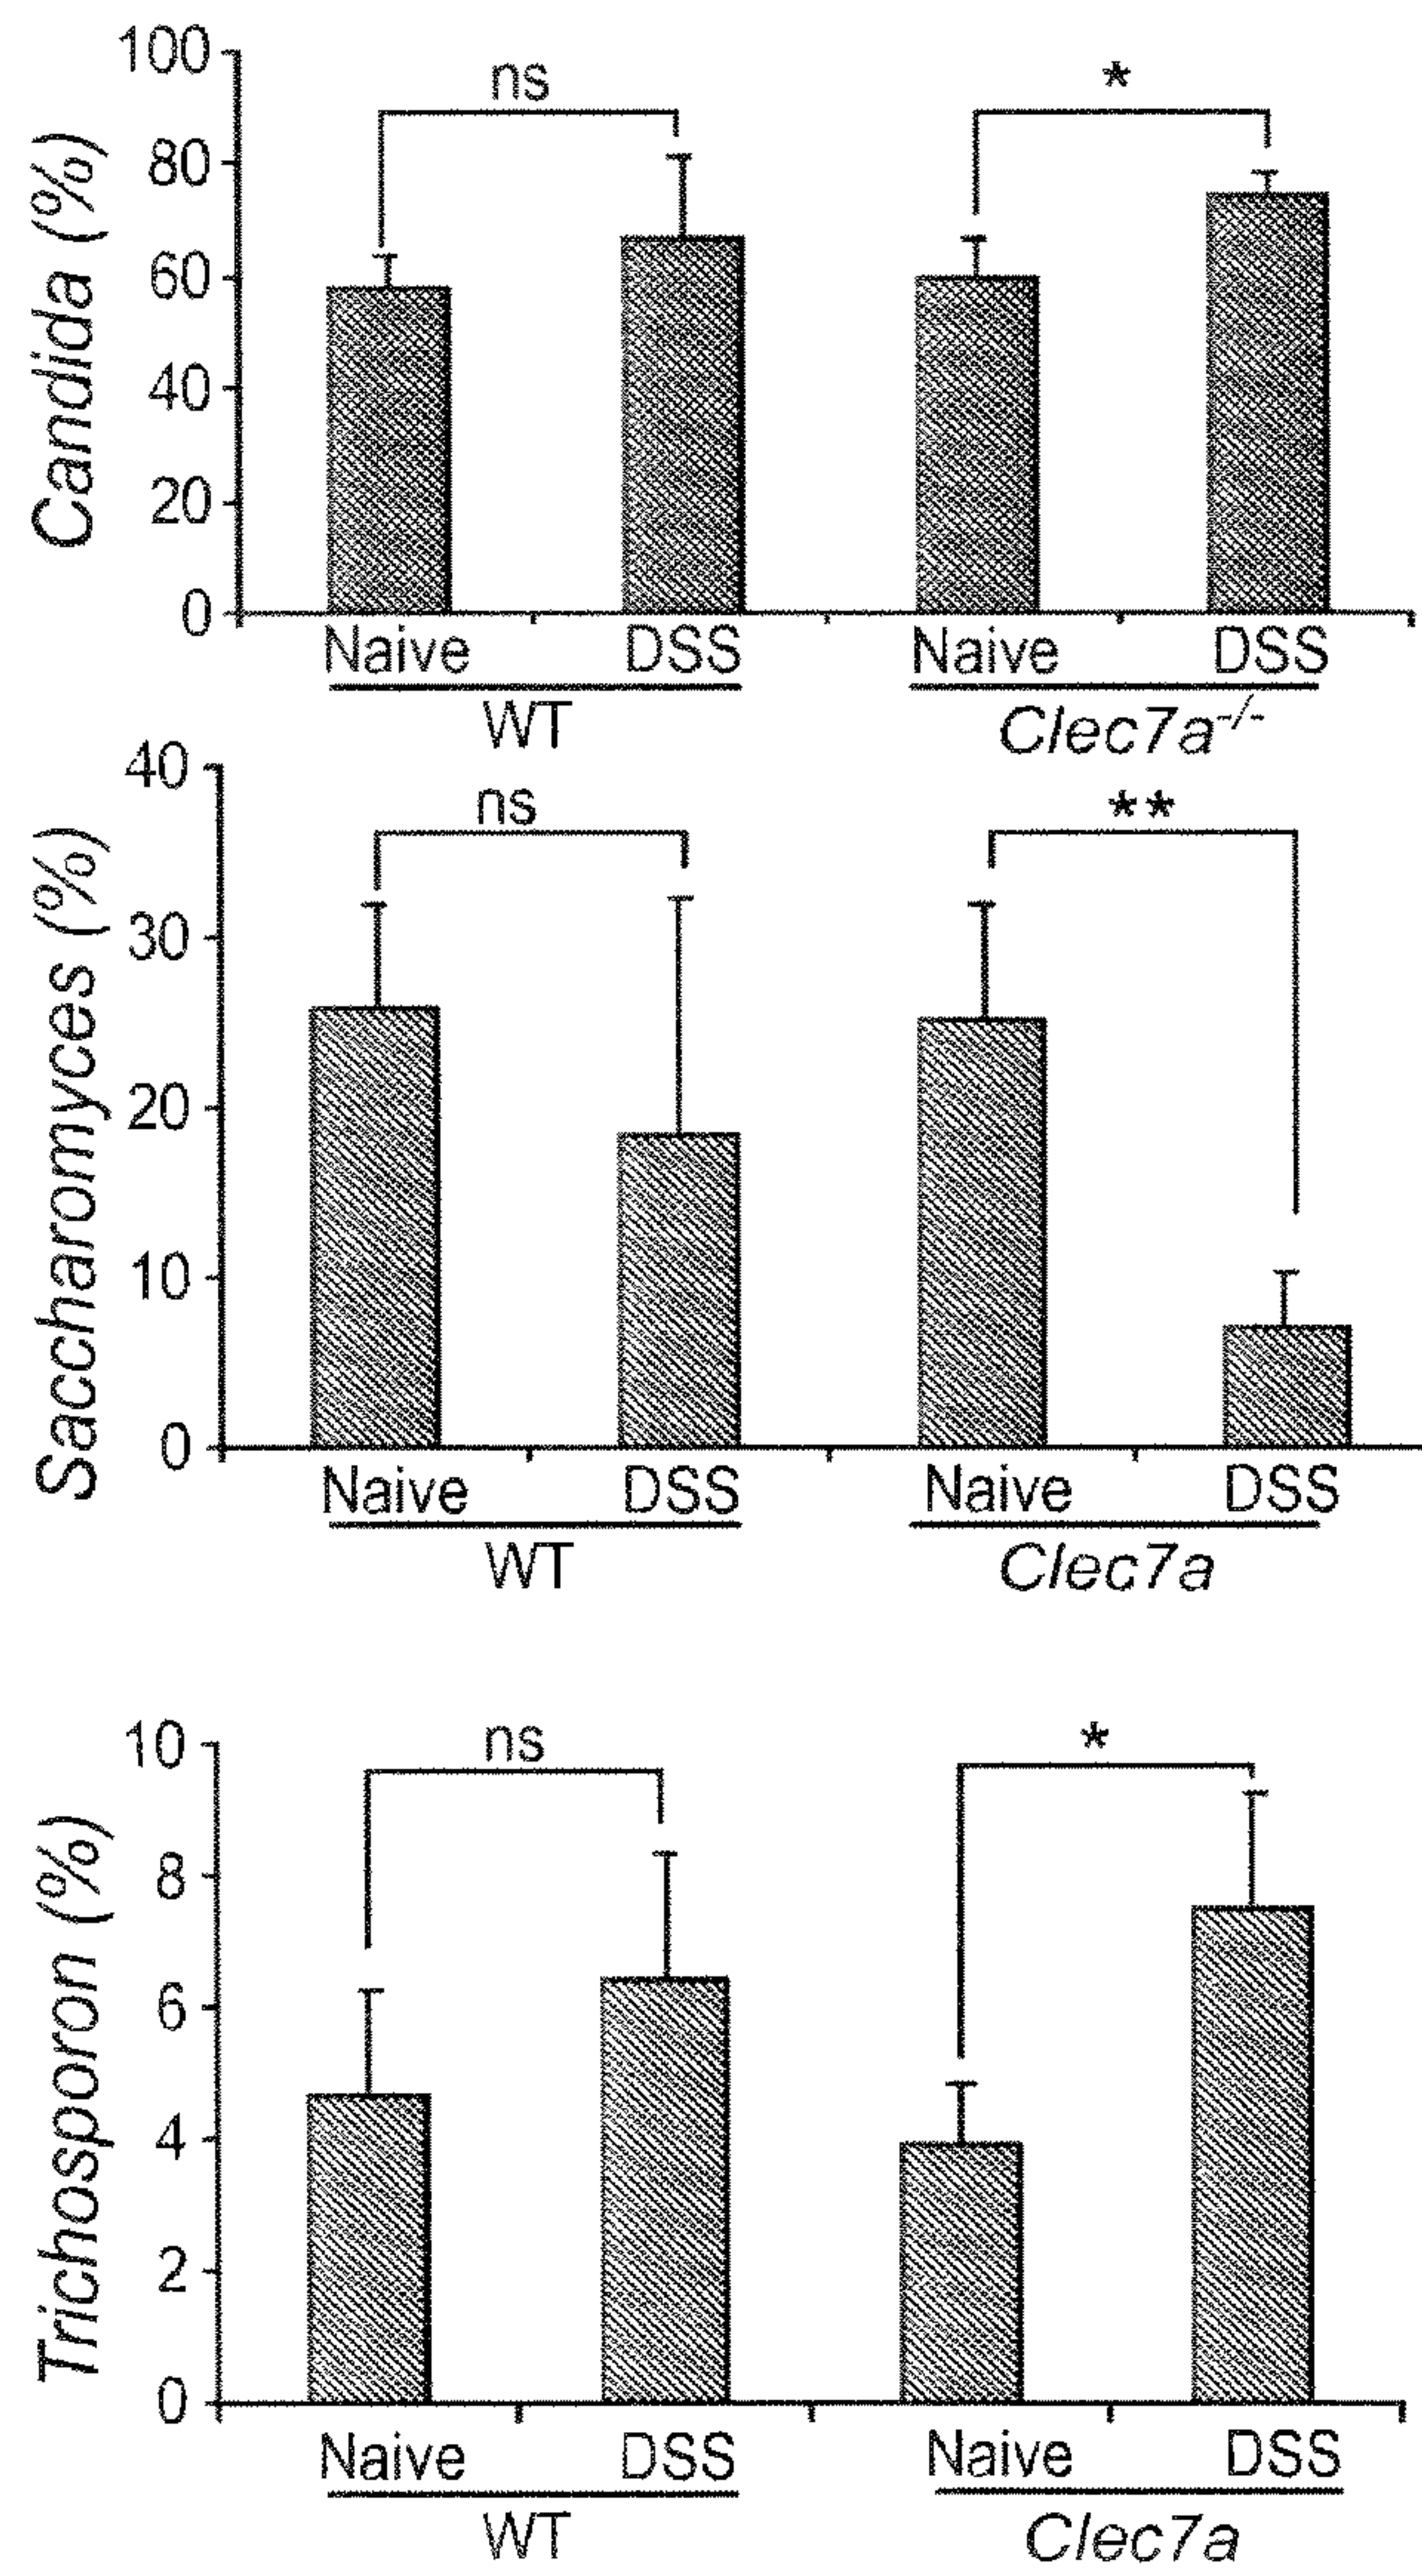 Candida (%)
100
80
60
40
20
0
ns
*
Naive DSS Naive DSS
WT Clec7a-/-
Saccharomyces (%)
40
30
20
10
0
ns
**
Naive DSS Naive DSS
WT Clec7a
Trichosporon (%)
10
8
6
4
2
0
ns
*
Naive DSS Naive DSS
WT Clec7a